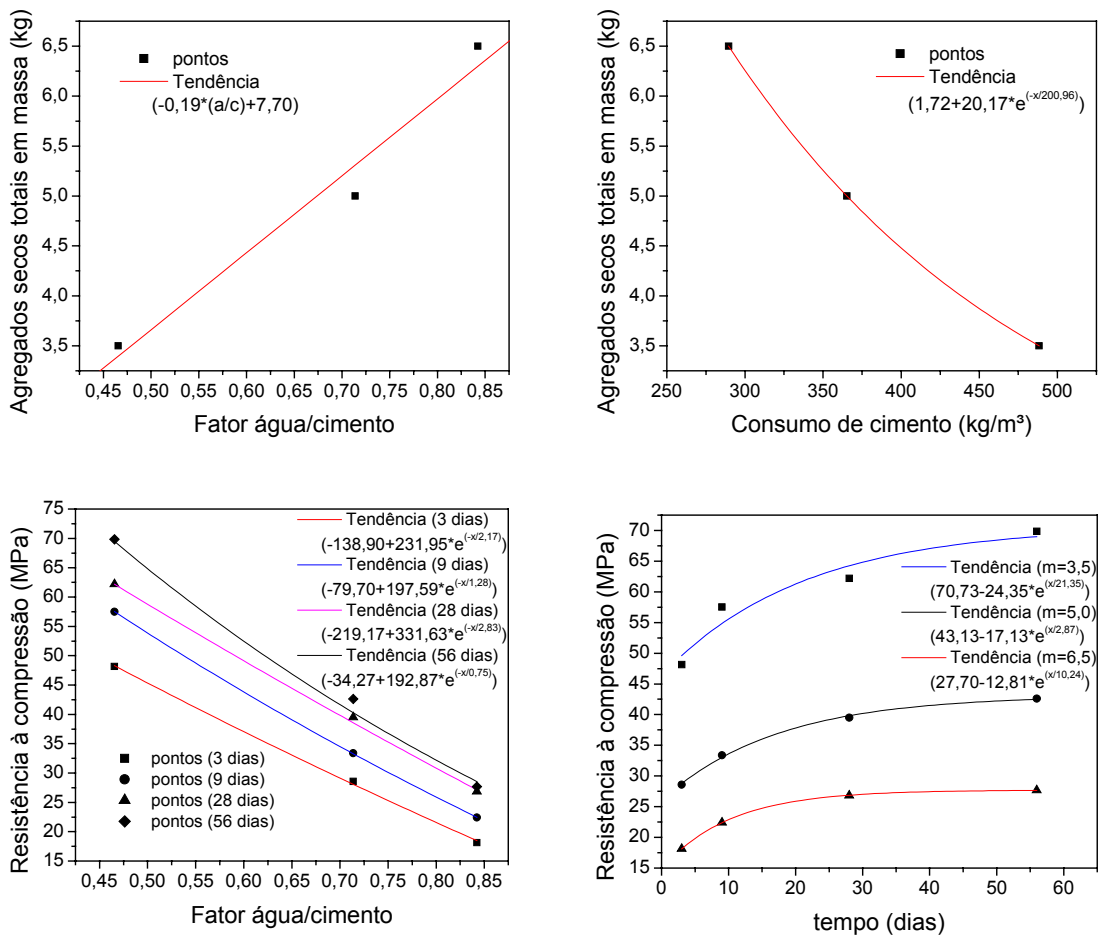 Agregados secos totais em massa (kg)
6,5
6,0
5,5
5,0
4,5
4,0
3,5
pontos
Tendência
(-0,19*(a/c)+7,70)
0,45 0,50 0,55 0,60 0,65 0,70 0,75 0,80 0,85
Fator água/cimento
Agregados secos totais em massa (kg)
6,5
6,0
5,5
5,0
4,5
4,0
3,5
pontos
Tendência
(1,72+20,17*e(-x/200,96))
250 300 350 400 450 500
Consumo de cimento (kg/m³)
Resistência à compressão (MPa)
75
70
65
60
55
50
45
40
35
30
25
20
15
Tendência (3 dias)
(-138,90+231,95*e(-x/2,17))
Tendência (9 dias)
(-79,70+197,59*e(-x/1,28))
Tendência (28 dias)
(-219,17+331,63*e(-x/2,83))
Tendência (56 dias)
(-34,27+192,87*e(-x/0,75))
pontos (3 dias)
pontos (9 dias)
pontos (28 dias)
pontos (56 dias)
0,45 0,50 0,55 0,60 0,65 0,70 0,75 0,80 0,85
Fator água/cimento
Resistência à compressão (MPa)
70
65
60
55
50
45
40
35
30
25
20
15
Tendência (m=3,5)
(70,73-24,35*e(x/21,35))
Tendência (m=5,0)
(43,13-17,13*e(x/2,87))
Tendência (m=6,5)
(27,70-12,81*e(x/10,24))
0 10 20 30 40 50 60
tempo (dias)